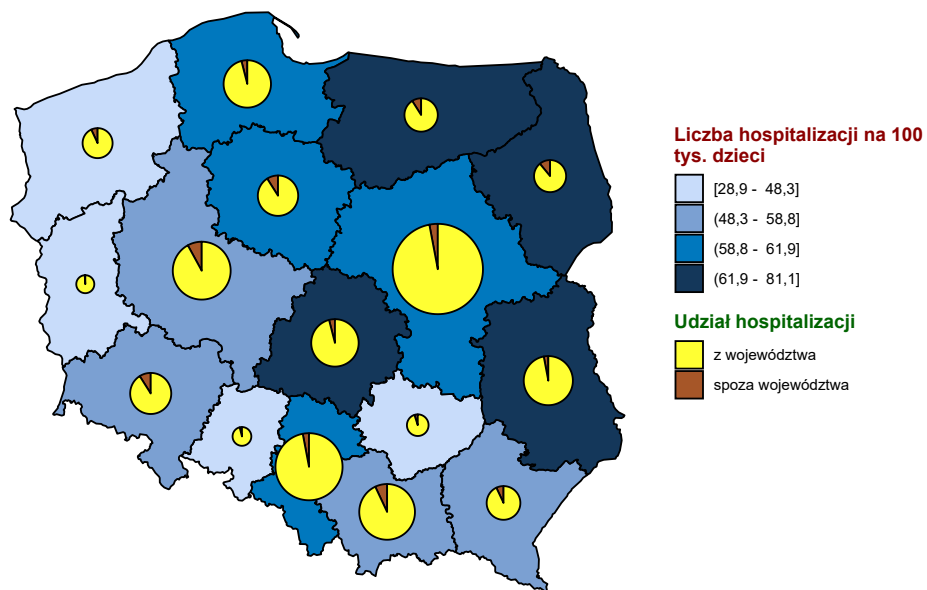 Liczba hospitalizacji na 100
tys. dzieci
[28,9 - 48,3]
(48,3 - 58,8]
(58,8 - 61,9]
(61,9 - 81,1]
Udział hospitalizacji
z województwa
spoza województwa